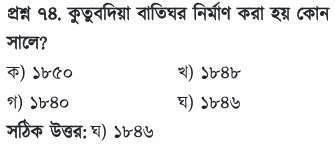 প্রশ্ন ৭৪. কুতুবদিয়া বাতিঘর নির্মাণ করা হয় কোন
সালে?
ক) ১৮৫০ খ) ১৮৪৮
গ) ১৮৪০ ঘ) ১৮৪৬
সঠিক উত্তর: ঘ) ১৮৪৬